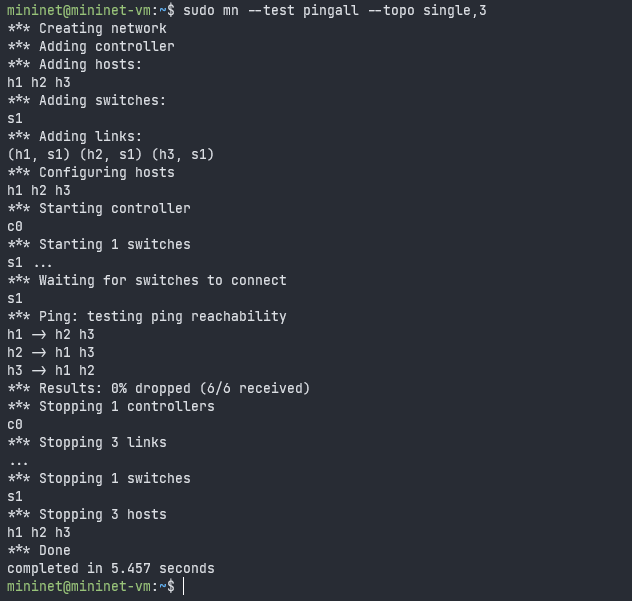 mininet@mininet-vm:~$ sudo mn --test pingall --topo single,3
*** Creating network
*** Adding controller
*** Adding hosts:
h1 h2 h3
*** Adding switches:
s1
*** Adding links:
(h1, s1) (h2, s1) (h3, s1)
*** Configuring hosts
h1 h2 h3
*** Starting controller
c0
*** Starting 1 switches
s1 ...
*** Waiting for switches to connect
s1
*** Ping: testing ping reachability
h1 -> h2 h3
h2 -> h1 h3
h3 -> h1 h2
*** Results: 0% dropped (6/6 received)
*** Stopping 1 controllers
c0
*** Stopping 3 links
...
*** Stopping 1 switches
s1
*** Stopping 3 hosts
h1 h2 h3
*** Done
completed in 5.457 seconds
mininet@mininet-vm:~$